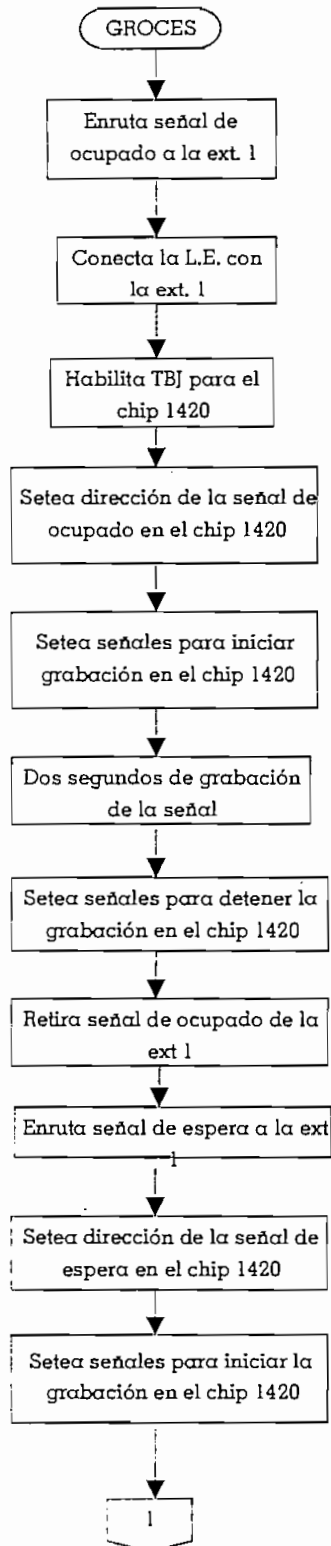 GROCES
Enruta señal de
ocupado a la ext. 1
Conecta la L.E. con
la ext. 1
Habilita TBJ para el
chip 1420
Setea dirección de la señal de
ocupado en el chip 1420
Setea señales para iniciar
grabación en el chip 1420
Dos segundos de grabación
de la señal
Setea señales para detener la
grabación en el chip 1420
Retira señal de ocupado de la
ext 1
Enruta señal de espera a la ext
1
Setea dirección de la señal de
espera en el chip 1420
Setea señales para iniciar la
grabación en el chip 1420
1